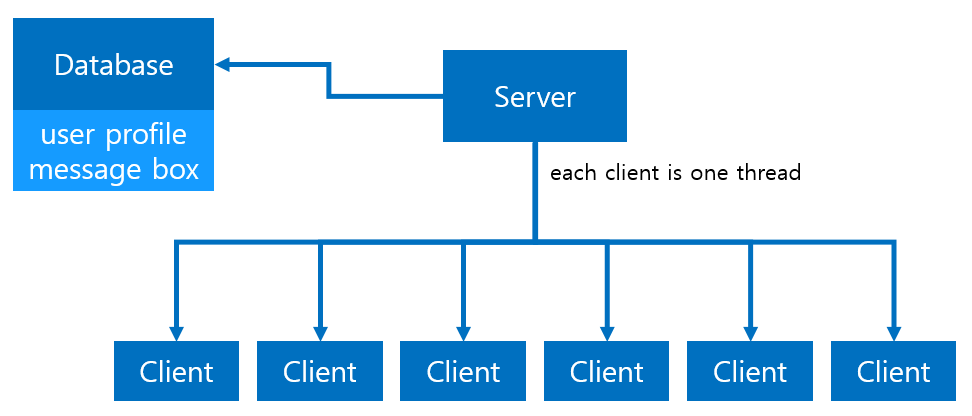 Database
user profile
message box
Server
each client is one thread
Client
Client
Client
Client
Client
Client